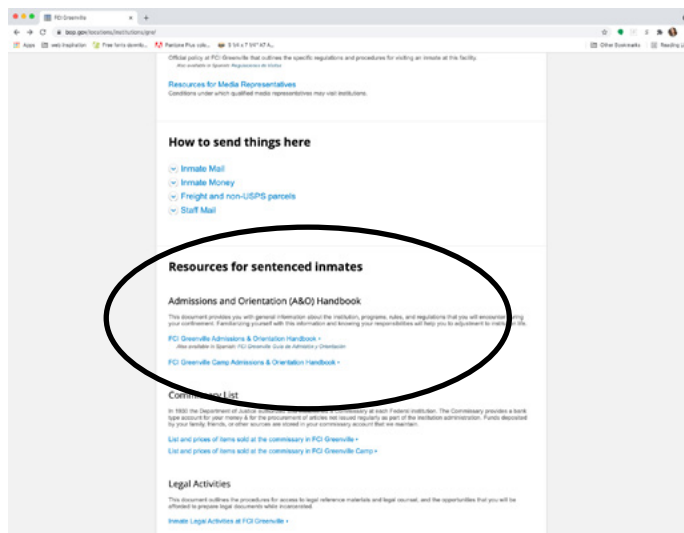 FCI Greenville
bop.gov/locations/institutions/gre/
Apps web inspiration Free fonts downlo... Pantone Plus colo... Other Bookmarks Reading L
Official policy at FCI Greenville that outlines the specific regulations and procedures for visiting an inmate at this facility.
Also available in Spanish: Regulaciones de Visitas
Resources for Media Representatives
Conditions under which qualified media representatives may visit institutions.
How to send things here
Inmate Mail
Inmate Money
Freight and non-USPS parcels
Staff Mail
Resources for sentenced inmates
Admissions and Orientation (A&O) Handbook
This document provides you with general information about the institution, programs, rules, and regulations that you will encounter during
your confinement. Familiarizing yourself with this information and knowing your responsibilities will help you to adjustment to institution life.
FCI Greenville Admissions & Orientation Handbook
Also available in Spanish: FCI Greenville Guia de Admisión y Orientación
FCI Greenville Camp Admissions & Orientation Handbook
Commissary List
In 1930 the Department of Justice authorized a Commissary at each Federal institution. The Commissary provides a bank
type account for your money & for the procurement of articles not issued regularly as part of the institution administration. Funds deposited
by your family, friends, or other sources are stored in your commissary account that we maintain.
List and prices of items sold at the commissary in FCI Greenville
List and prices of items sold at the commissary in FCI Greenville Camp
Legal Activities
This document outlines the procedures for access to legal reference materials and legal counsel, and the opportunities that you will be
afforded to prepare legal documents while incarcerated.
Inmate Legal Activities at FCI Greenville